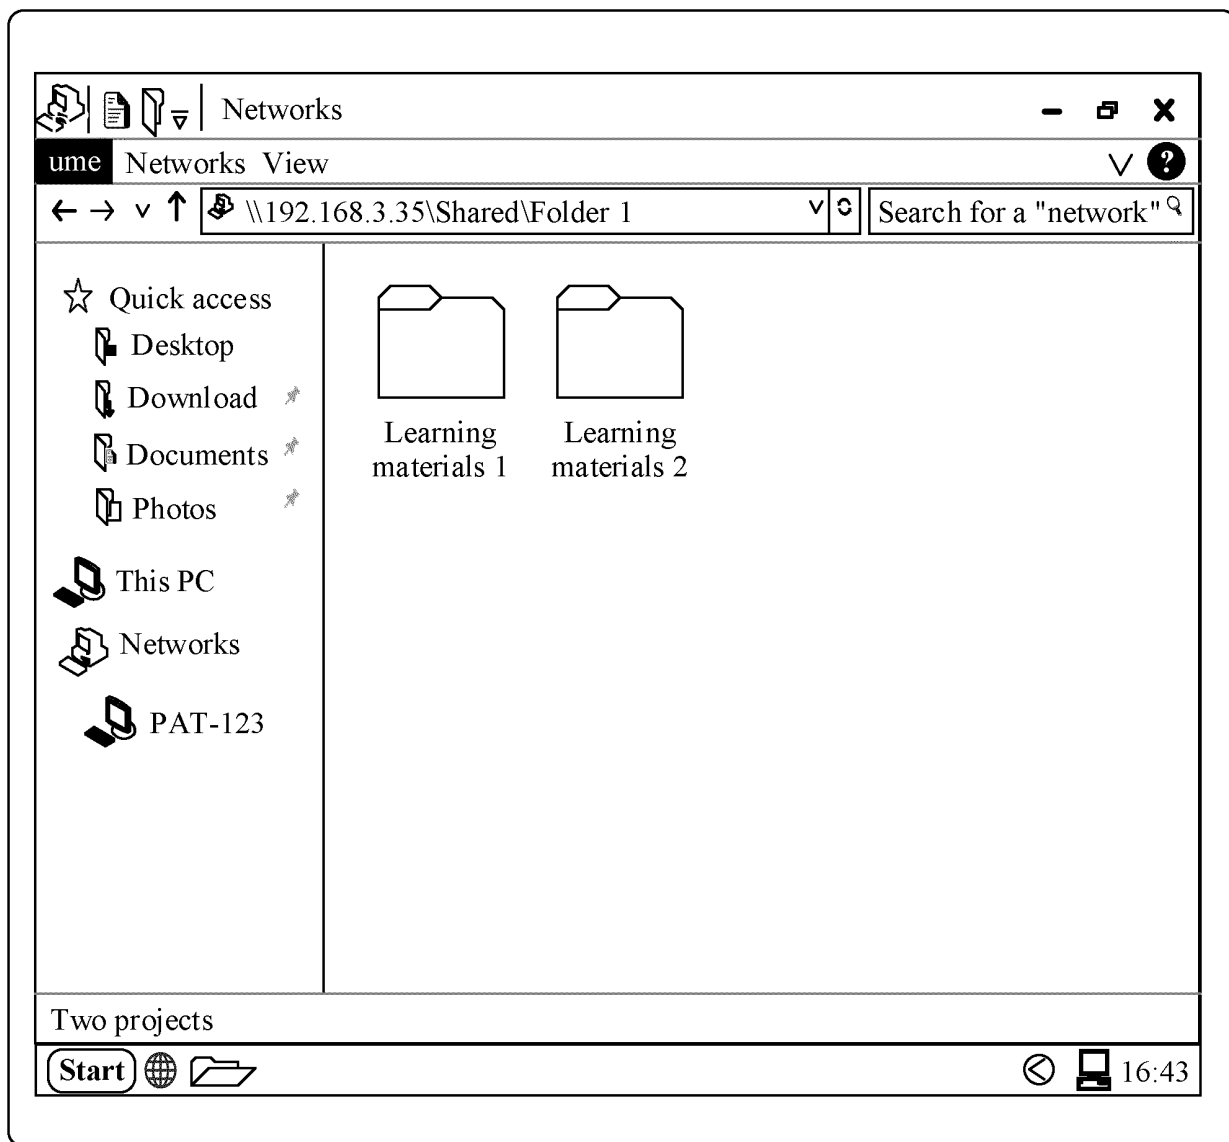 Networks
ume Networks View
\\192.168.3.35\Shared\Folder 1 Search for a "network"
Quick access
Desktop
Download
Documents
Photos
This PC
Networks
PAT-123
Learning
materials 1
Learning
materials 2
Two projects
Start 16:43